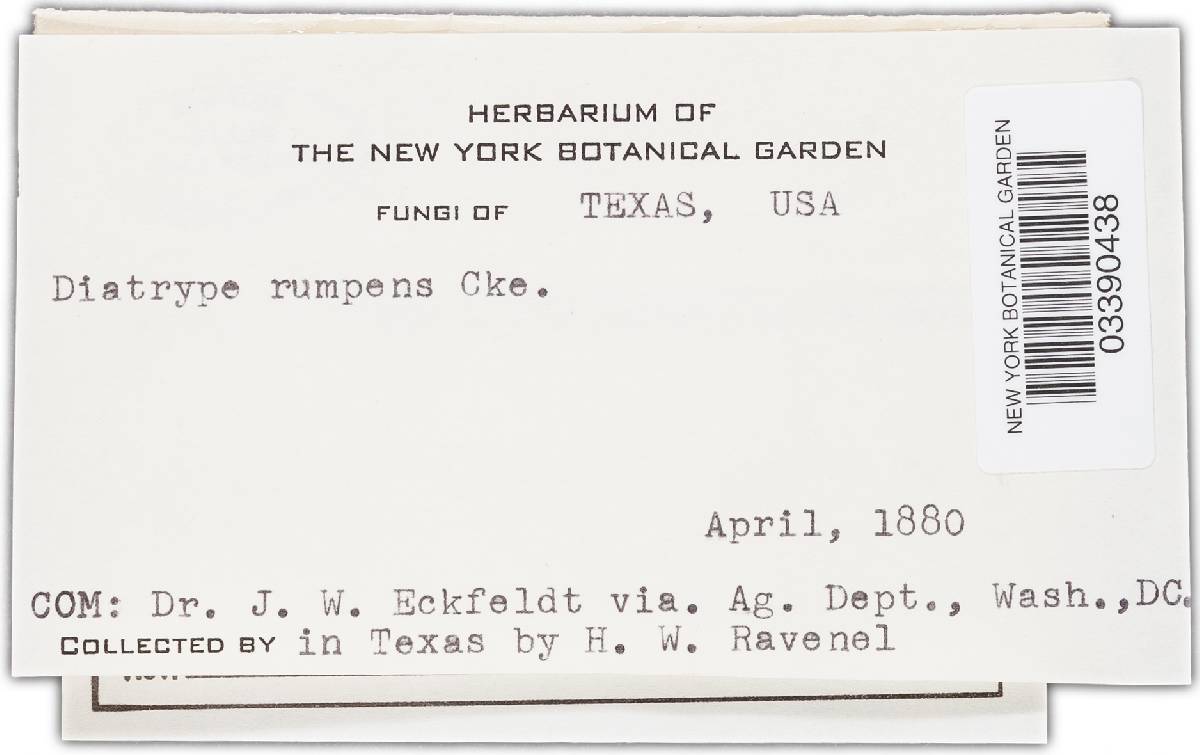 HERBARIUM OF
THE NEW YORK BOTANICAL GARDEN
FUNGI OF TEXAS, USA
Diatrype rumpens Cke.
April, 1880
COM: Dr. J. W. Eckfeldt via. Ag. Dept., Wash.,DC.
COLLECTED BY in Texas by H. W. Ravenel
NEW YORK BOTANICAL GARDEN
03390438